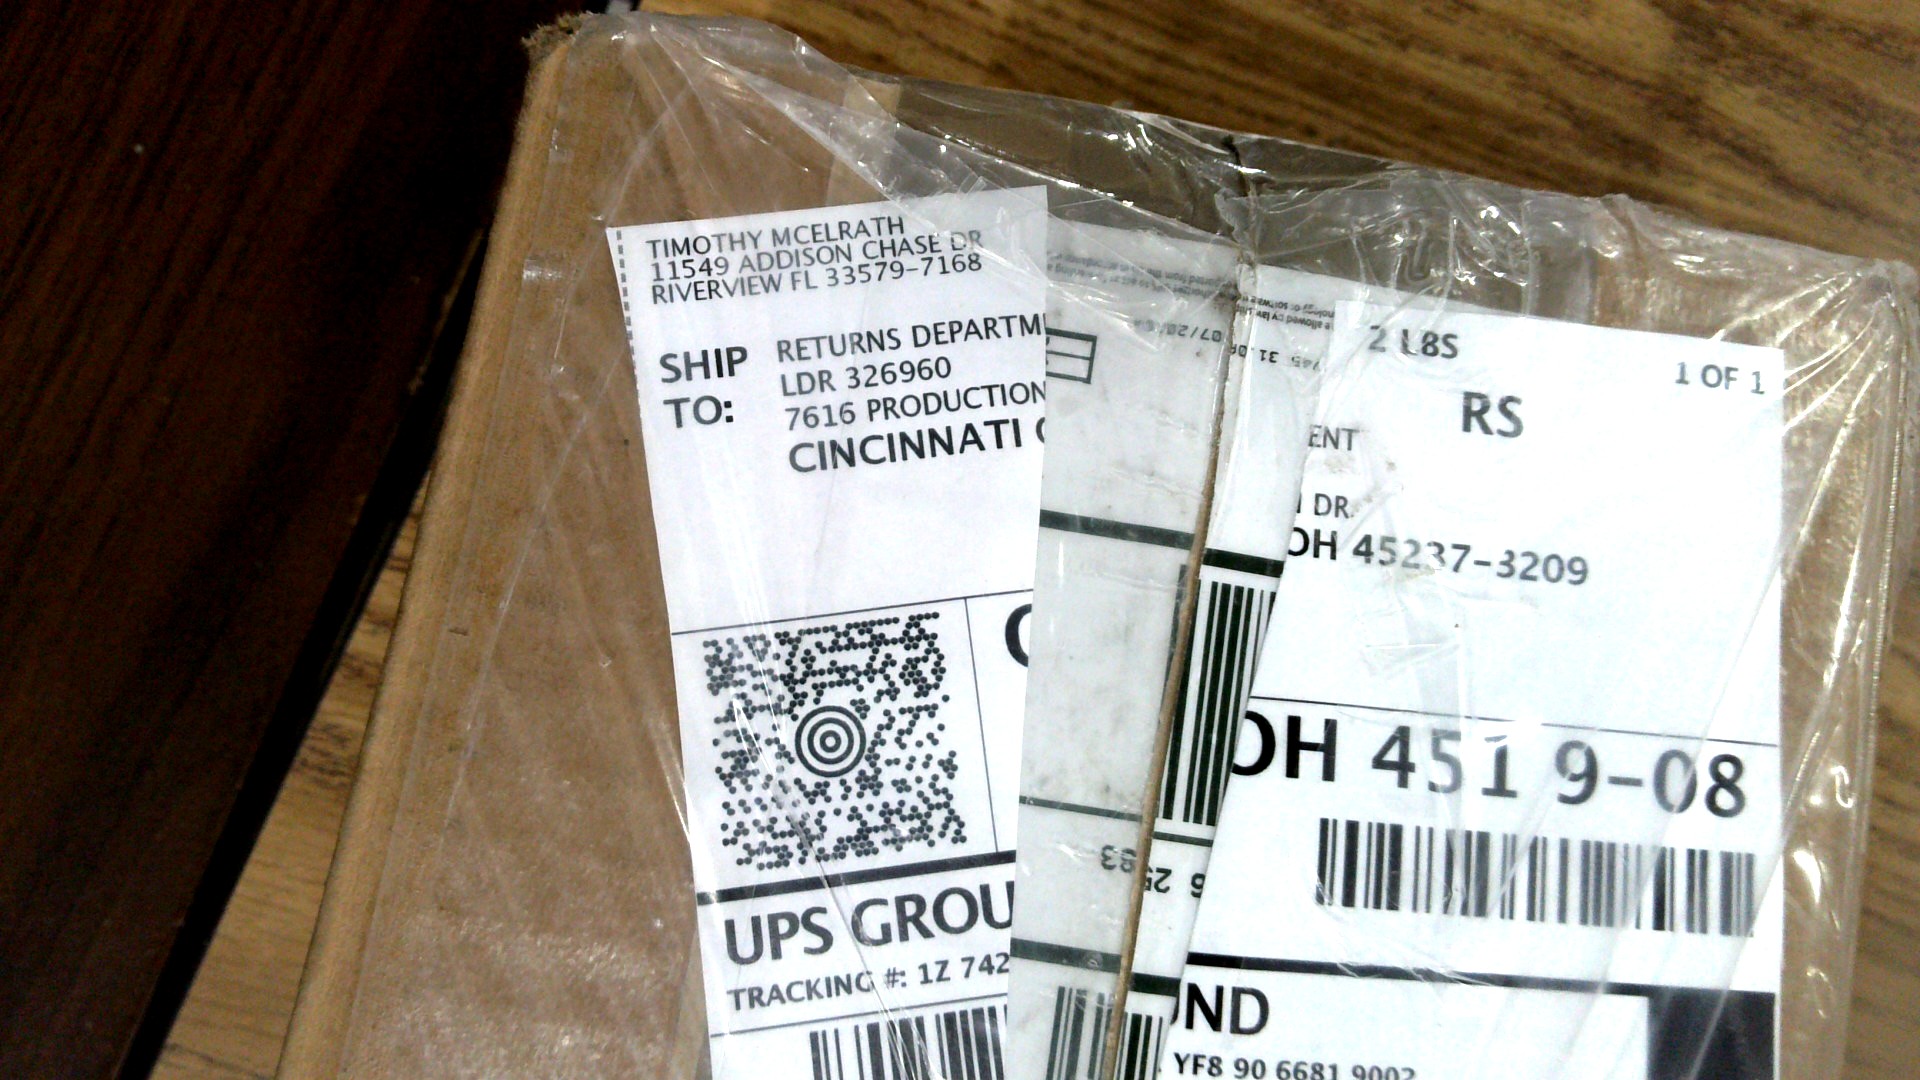 TIMOTHY MCELRATH
11549 ADDISON CHASE DR
RIVERVIEW FL 33579-7168
SHIP TO:
RETURNS DEPARTM
LDR 326960
7616 PRODUCTION
CINCINNATI
UPS GROU
TRACKING #: 1Z 742
07/20
2 LBS
1 OF 1
RS
ENT
DR
OH 45237-3209
OH 451 9-08
ND
YF8 90 6681 9002